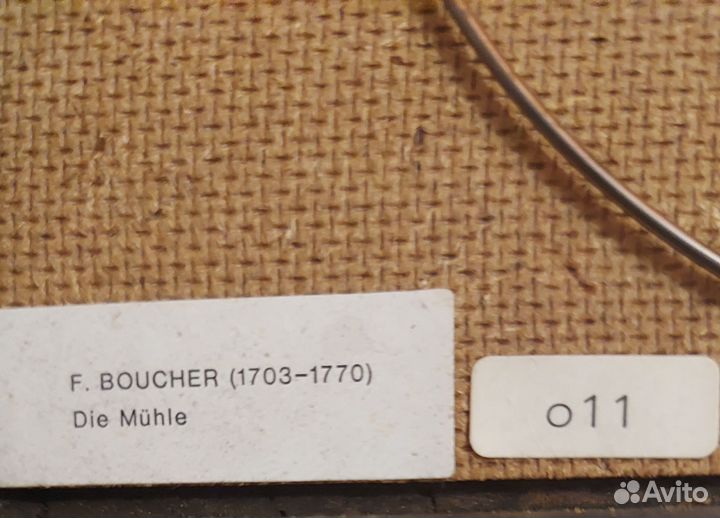 F. BOUCHER (1703–1770)
Die Mühle
o11
Avito